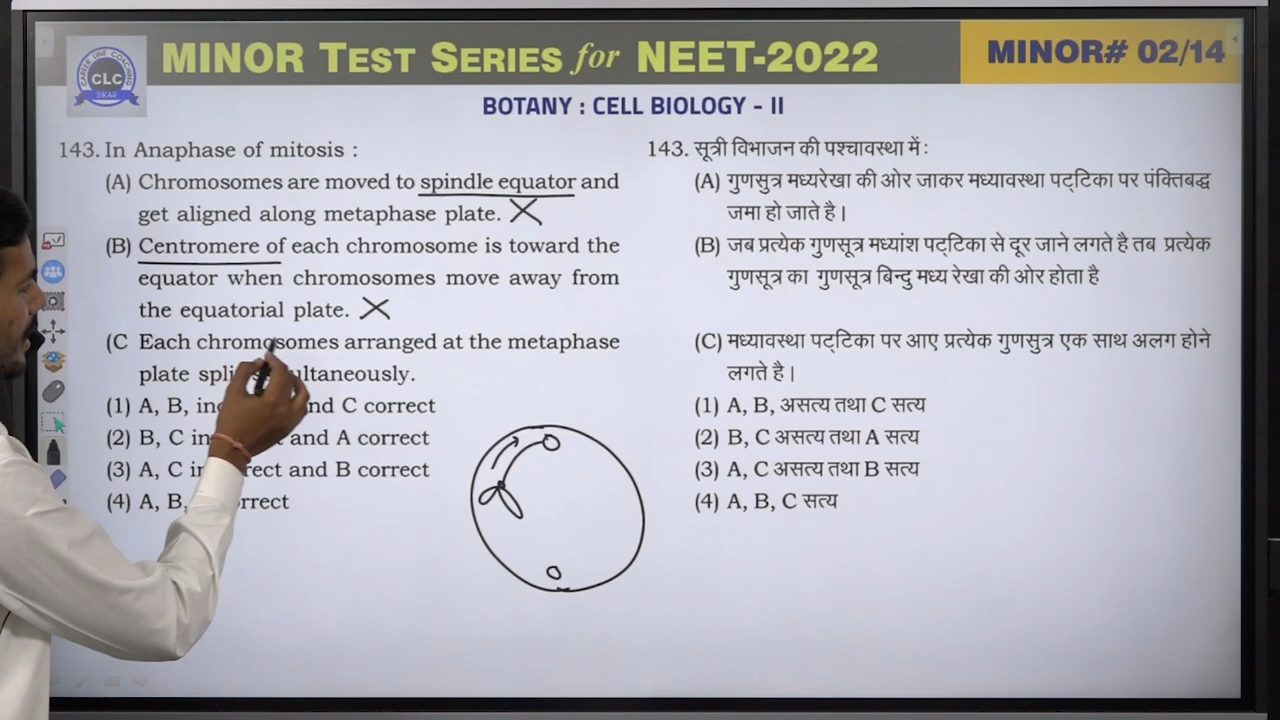 CAREER LINE COACHING
CLC
SIKAR
MINOR TEST SERIES for NEET-2022
MINOR# 02/14
BOTANY : CELL BIOLOGY - II
143. In Anaphase of mitosis :
(A) Chromosomes are moved to spindle equator and
get aligned along metaphase plate.
(B) Centromere of each chromosome is toward the
equator when chromosomes move away from
the equatorial plate.
(C Each chromosomes arranged at the metaphase
plate
(1) A, B, and C correct
(2) B, C and A correct
(3) A, C and B correct
(4) A, B,
143. सूत्री विभाजन की पश्चावस्था में:
(A) गुणसुत्र मध्यरेखा की ओर जाकर मध्यावस्था पट्टिका पर पंक्तिबद्ध
जमा हो जाते है।
(B) जब प्रत्येक गुणसूत्र मध्यांश पट्टिका से दूर जाने लगते है तब प्रत्येक
गुणसूत्र का गुणसूत्र बिन्दु मध्य रेखा की ओर होता है
(C) मध्यावस्था पट्टिका पर आए प्रत्येक गुणसुत्र एक साथ अलग होने
लगते है।
(1) A, B, असत्य तथा C सत्य
(2) B, C असत्य तथा A सत्य
(3) A, C असत्य तथा B सत्य
(4) A, B, C सत्य